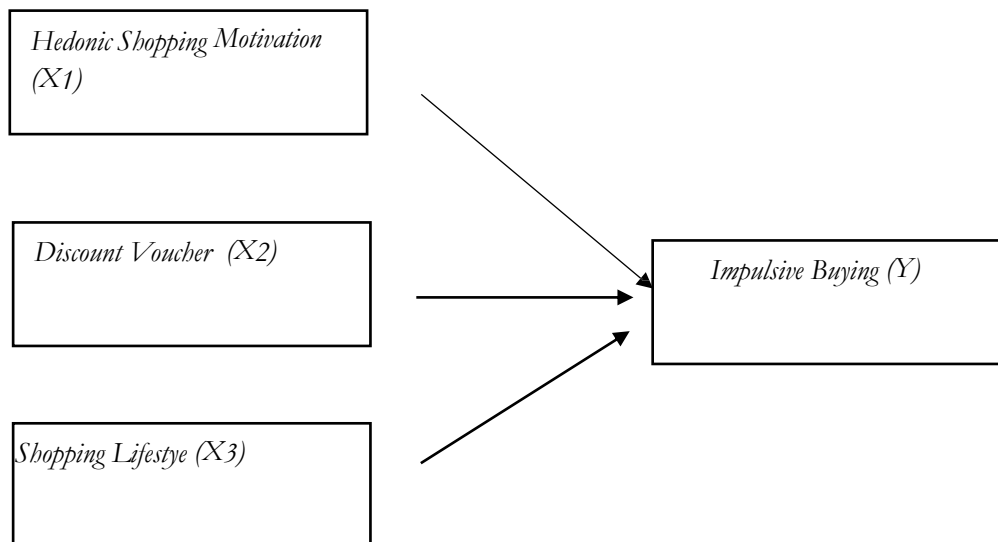 Hedonic Shopping Motivation
(X1)
Discount Voucher (X2)
Impulsive Buying (Y)
Shopping Lifestye (X3)